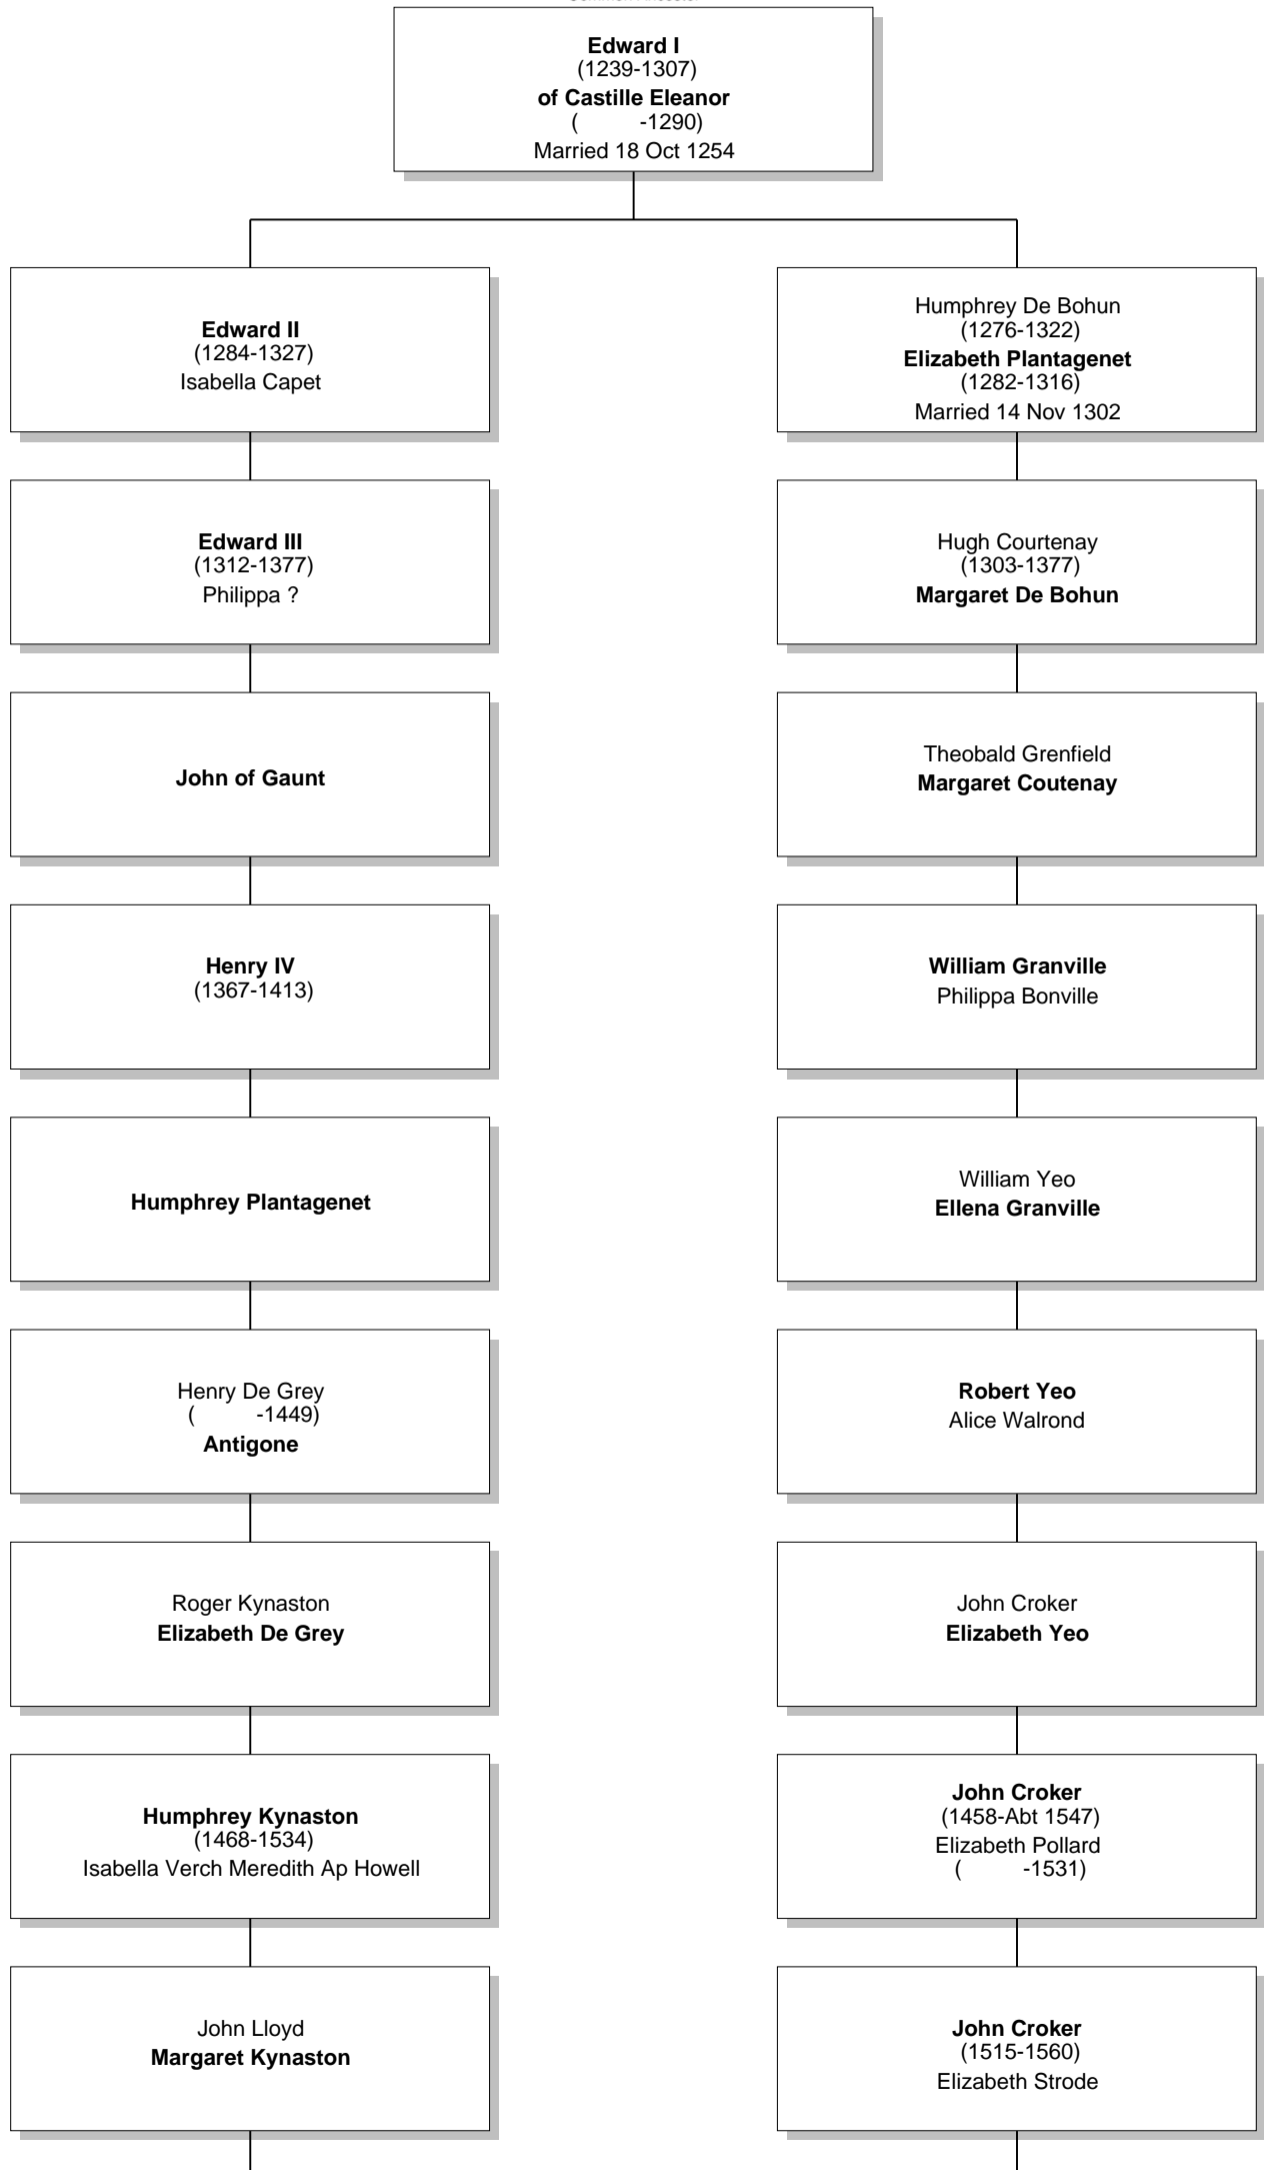 Edward I
(1239-1307)
of Castille Eleanor
( -1290)
Married 18 Oct 1254
Edward II
(1284-1327)
Isabella Capet
Humphrey De Bohun
(1276-1322)
Elizabeth Plantagenet
(1282-1316)
Married 14 Nov 1302
Edward III
(1312-1377)
Philippa ?
Hugh Courtenay
(1303-1377)
Margaret De Bohun
John of Gaunt
Theobald Grenfield
Margaret Coutenay
Henry IV
(1367-1413)
William Granville
Philippa Bonville
Humphrey Plantagenet
William Yeo
Ellena Granville
Henry De Grey
( -1449)
Antigone
Robert Yeo
Alice Walrond
Roger Kynaston
Elizabeth De Grey
John Croker
Elizabeth Yeo
Humphrey Kynaston
(1468-1534)
Isabella Verch Meredith Ap Howell
John Croker
(1458-Abt 1547)
Elizabeth Pollard
( -1531)
John Lloyd
Margaret Kynaston
John Croker
(1515-1560)
Elizabeth Strode